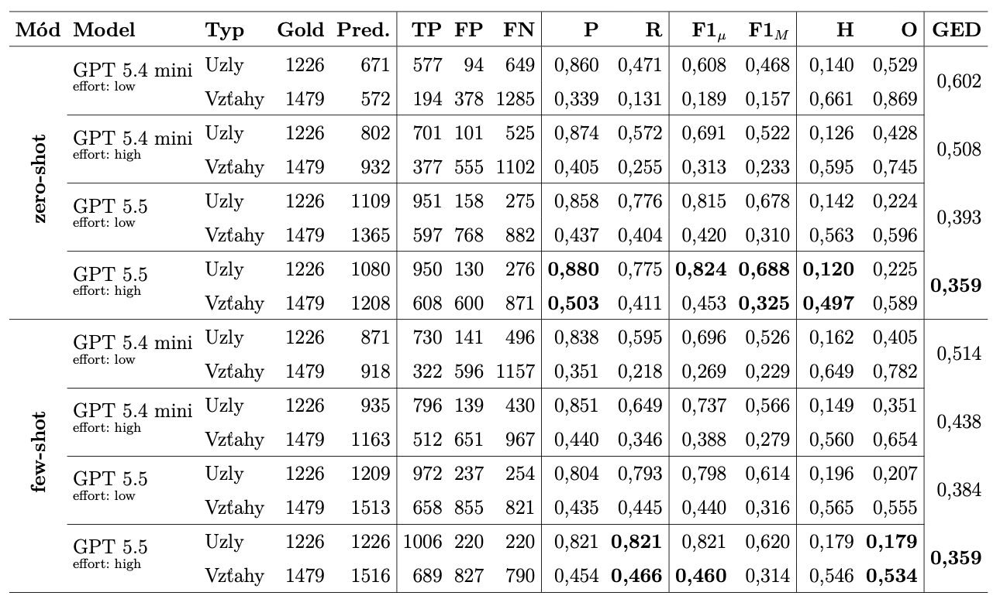 Mód Model Typ Gold Pred. TP FP FN P R F1μ F1M H O GED
zero-shot
GPT 5.4 mini Uzly 1226 671 577 94 649 0,860 0,471 0,608 0,468 0,140 0,529 0,602
effort: low
Vzťahy 1479 572 194 378 1285 0,339 0,131 0,189 0,157 0,661 0,869
GPT 5.4 mini Uzly 1226 802 701 101 525 0,874 0,572 0,691 0,522 0,126 0,428 0,508
effort: high
Vzťahy 1479 932 377 555 1102 0,405 0,255 0,313 0,233 0,595 0,745
GPT 5.5 Uzly 1226 1109 951 158 275 0,858 0,776 0,815 0,678 0,142 0,224 0,393
effort: low
Vzťahy 1479 1365 597 768 882 0,437 0,404 0,420 0,310 0,563 0,596
GPT 5.5 Uzly 1226 1080 950 130 276 0,880 0,775 0,824 0,688 0,120 0,225 0,359
effort: high
Vzťahy 1479 1208 608 600 871 0,503 0,411 0,453 0,325 0,497 0,589
few-shot
GPT 5.4 mini Uzly 1226 871 730 141 496 0,838 0,595 0,696 0,526 0,162 0,405 0,514
effort: low
Vzťahy 1479 918 322 596 1157 0,351 0,218 0,269 0,229 0,649 0,782
GPT 5.4 mini Uzly 1226 935 796 139 430 0,851 0,649 0,737 0,566 0,149 0,351 0,438
effort: high
Vzťahy 1479 1163 512 651 967 0,440 0,346 0,388 0,279 0,560 0,654
GPT 5.5 Uzly 1226 1209 972 237 254 0,804 0,793 0,798 0,614 0,196 0,207 0,384
effort: low
Vzťahy 1479 1513 658 855 821 0,435 0,445 0,440 0,316 0,565 0,555
GPT 5.5 Uzly 1226 1226 1006 220 220 0,821 0,821 0,821 0,620 0,179 0,179 0,359
effort: high
Vzťahy 1479 1516 689 827 790 0,454 0,466 0,460 0,314 0,546 0,534